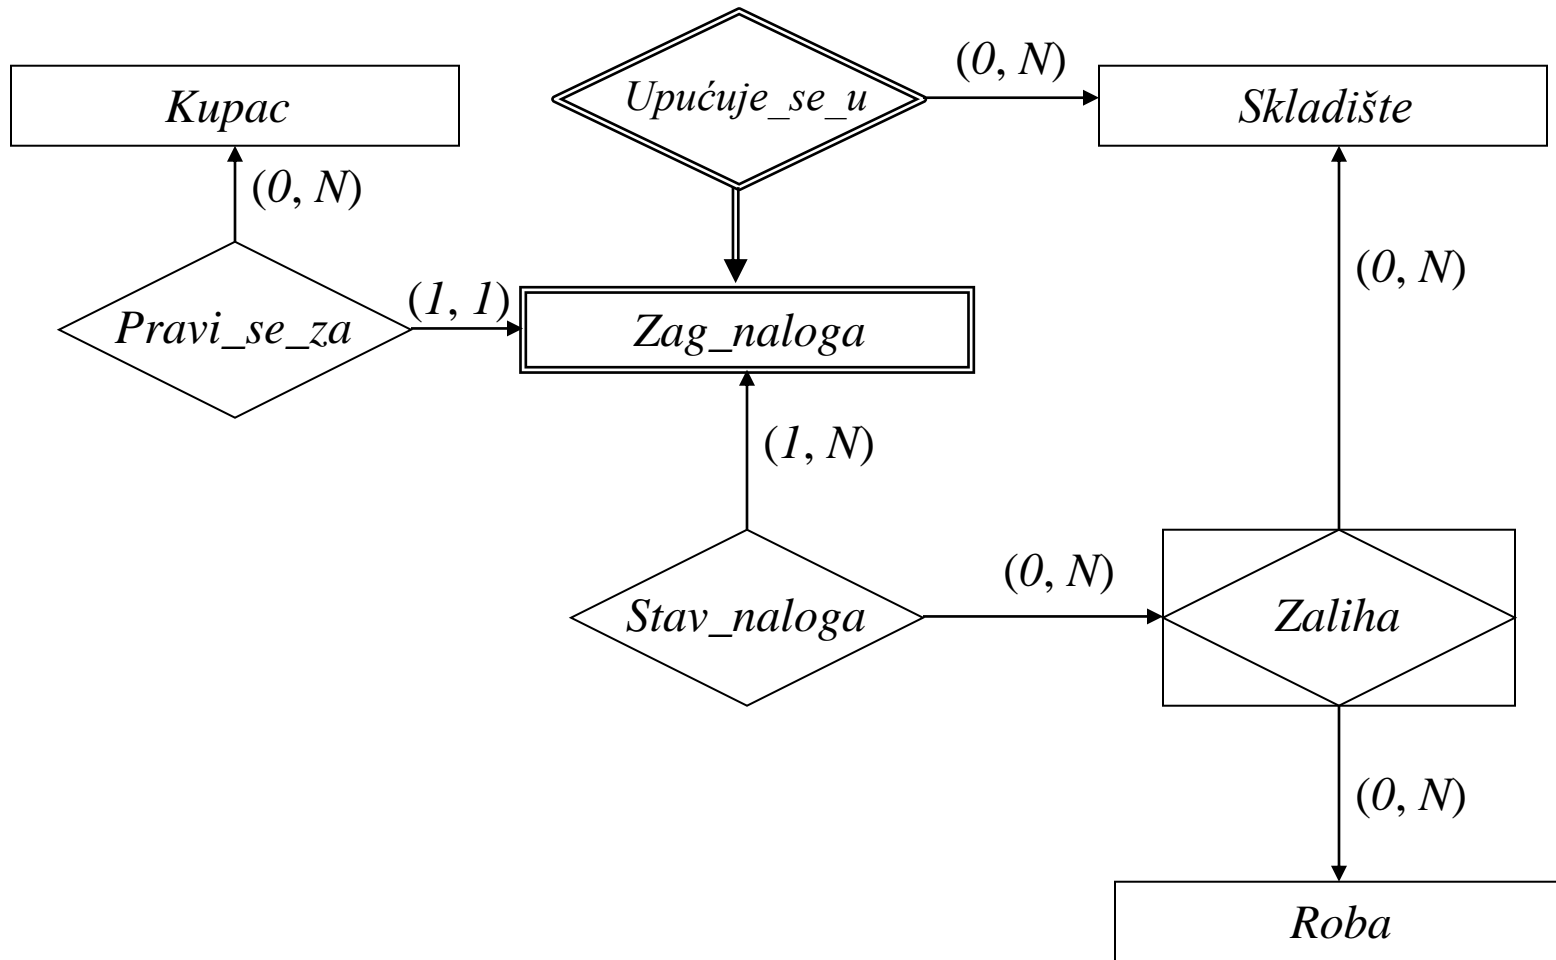 Upućuje_se_u
(0, N)
Kupac
Skladište
(0, N)
(0, N)
Pravi_se_za
(1, 1)
Zag_naloga
(1, N)
(0, N)
Stav_naloga
Zaliha
(0, N)
Roba